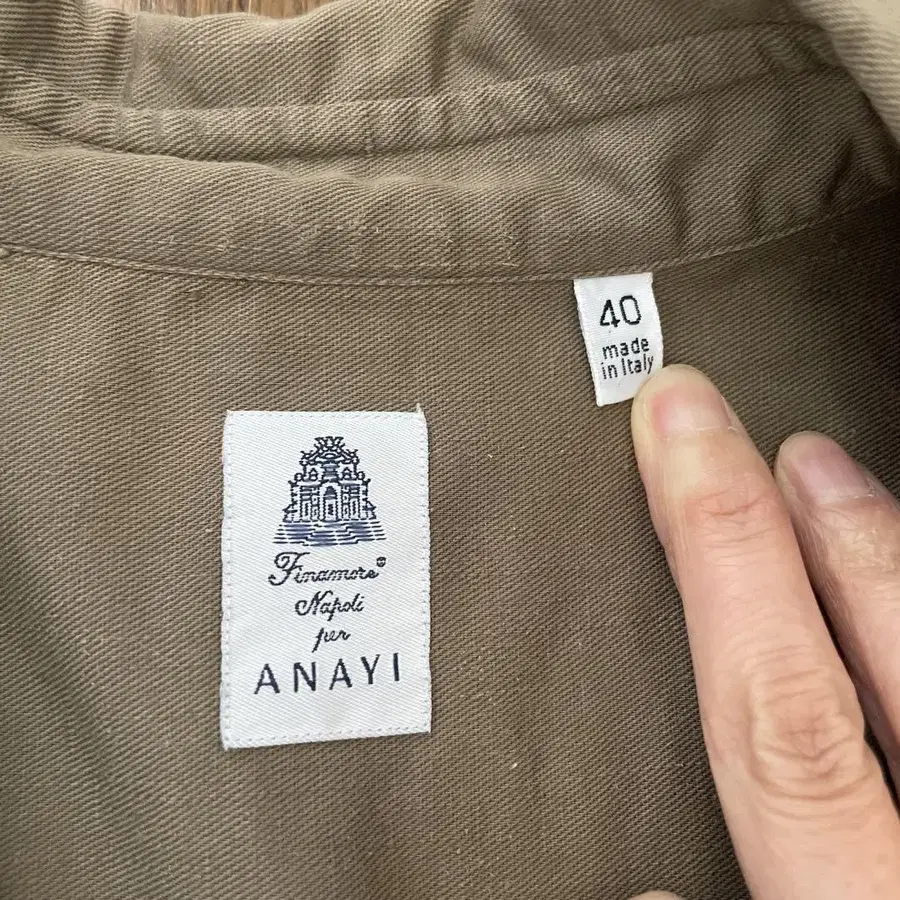 40
made
in Italy
Finamore®
Napoli
per
ANAYI